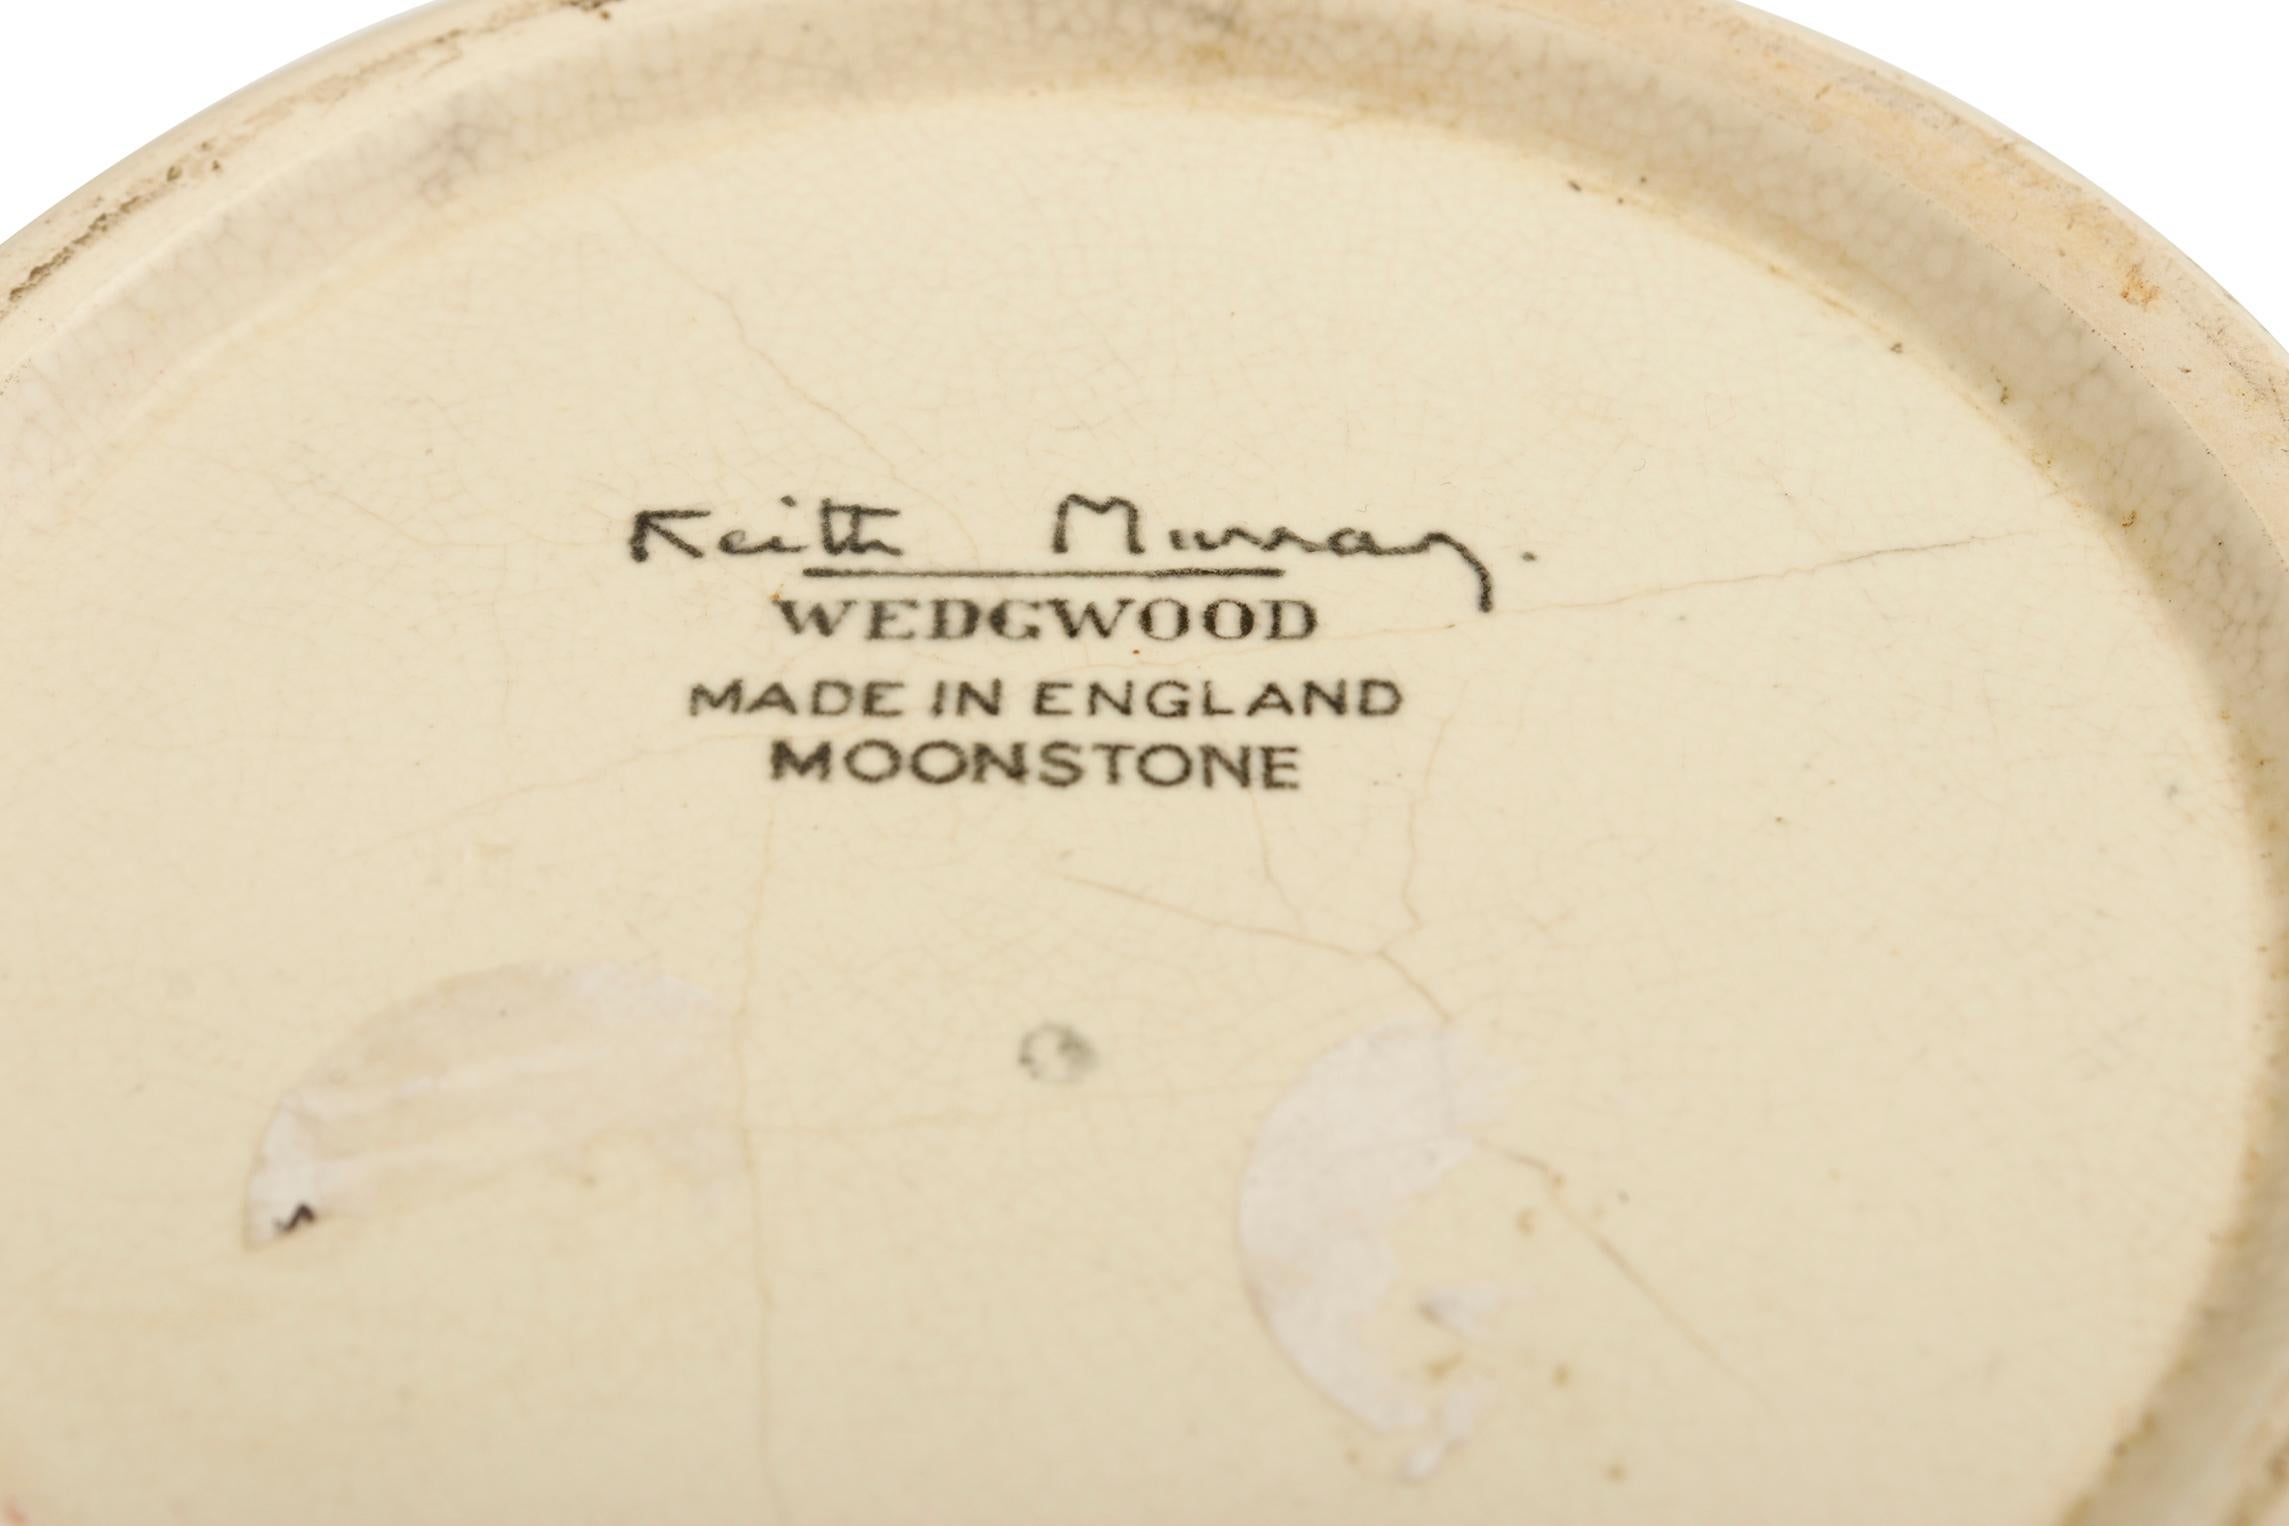 Keith Murray.
WEDGWOOD
MADE IN ENGLAND
MOONSTONE